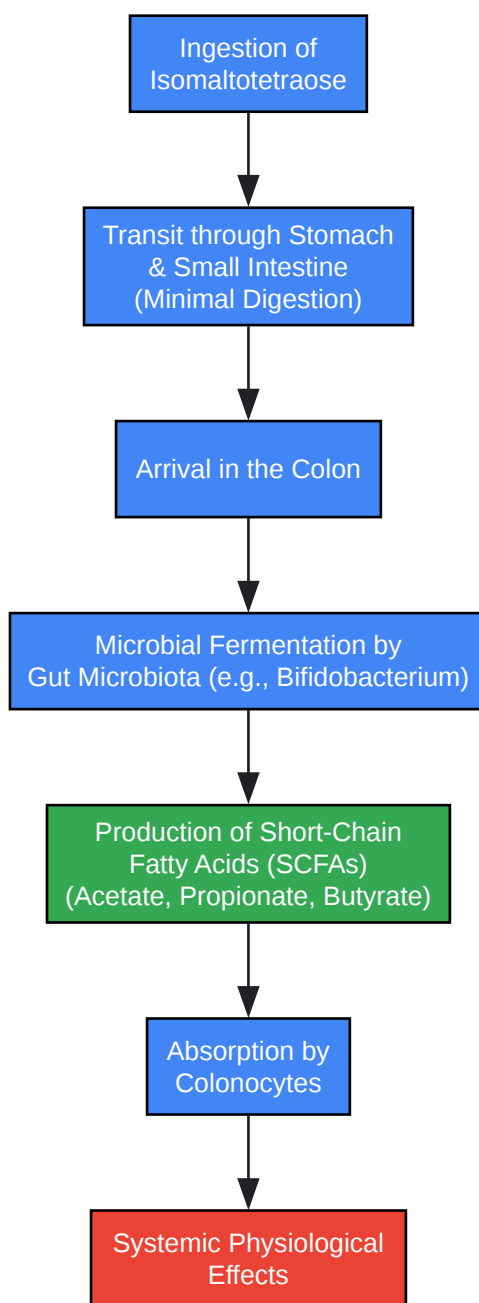 Ingestion of
Isomaltotetraose
Transit through Stomach
& Small Intestine
(Minimal Digestion)
Arrival in the Colon
Microbial Fermentation by
Gut Microbiota (e.g., Bifidobacterium)
Production of Short-Chain
Fatty Acids (SCFAs)
(Acetate, Propionate, Butyrate)
Absorption by
Colonocytes
Systemic Physiological
Effects